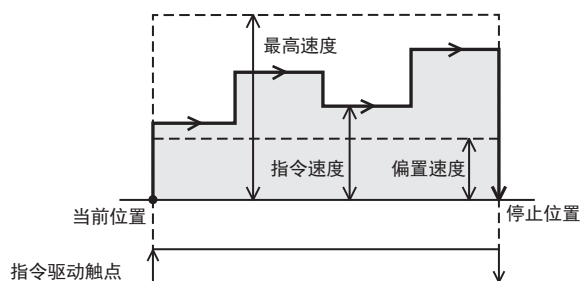 最高速度
指令速度
偏置速度
当前位置
停止位置
指令驱动触点